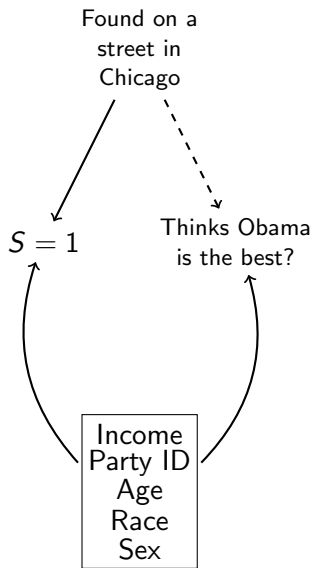 Found on a
street in
Chicago
S = 1
Thinks Obama
is the best?
Income
Party ID
Age
Race
Sex